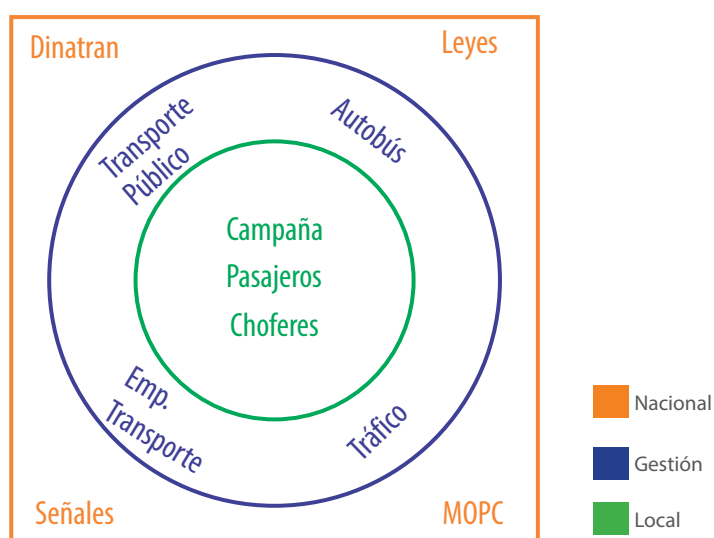 Dinatran
Leyes
Transporte
Público
Autobús
Campaña
Pasajeros
Choferes
Emp.
Transporte
Tráfico
Señales
MOPC
Nacional
Gestión
Local